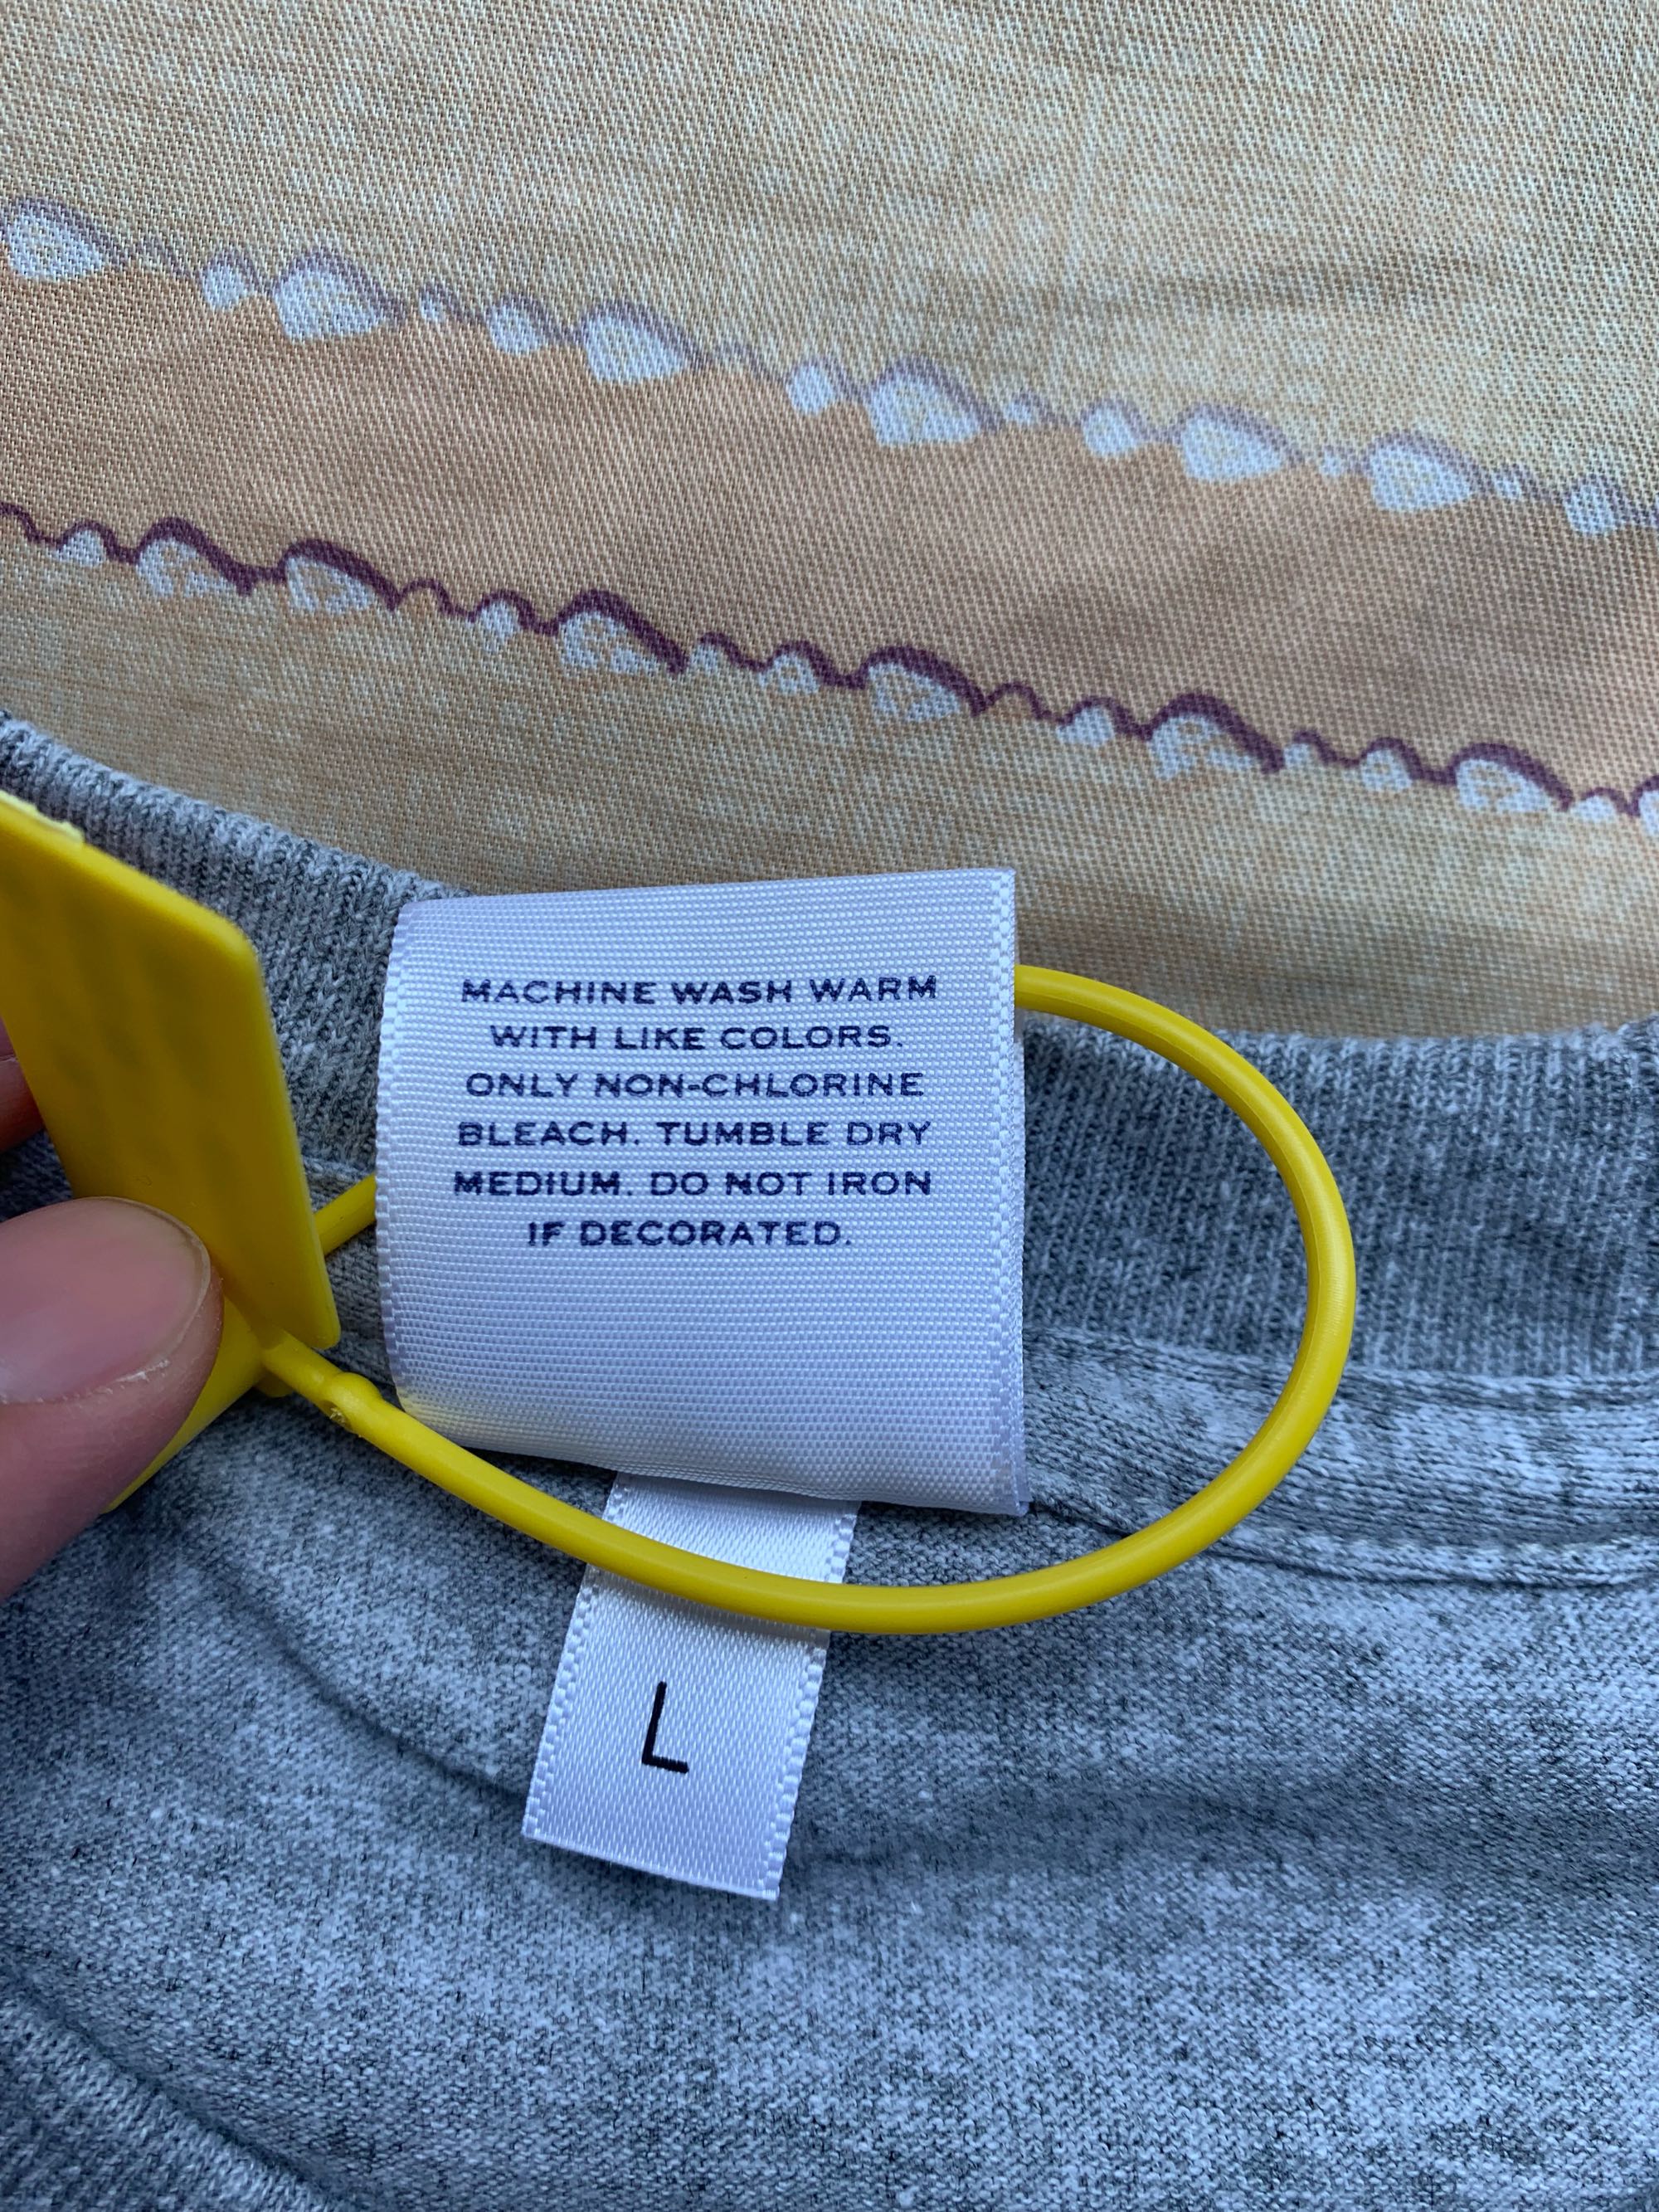 MACHINE WASH WARM
WITH LIKE COLORS.
ONLY NON-CHLORINE
BLEACH. TUMBLE DRY
MEDIUM. DO NOT IRON
IF DECORATED.
L